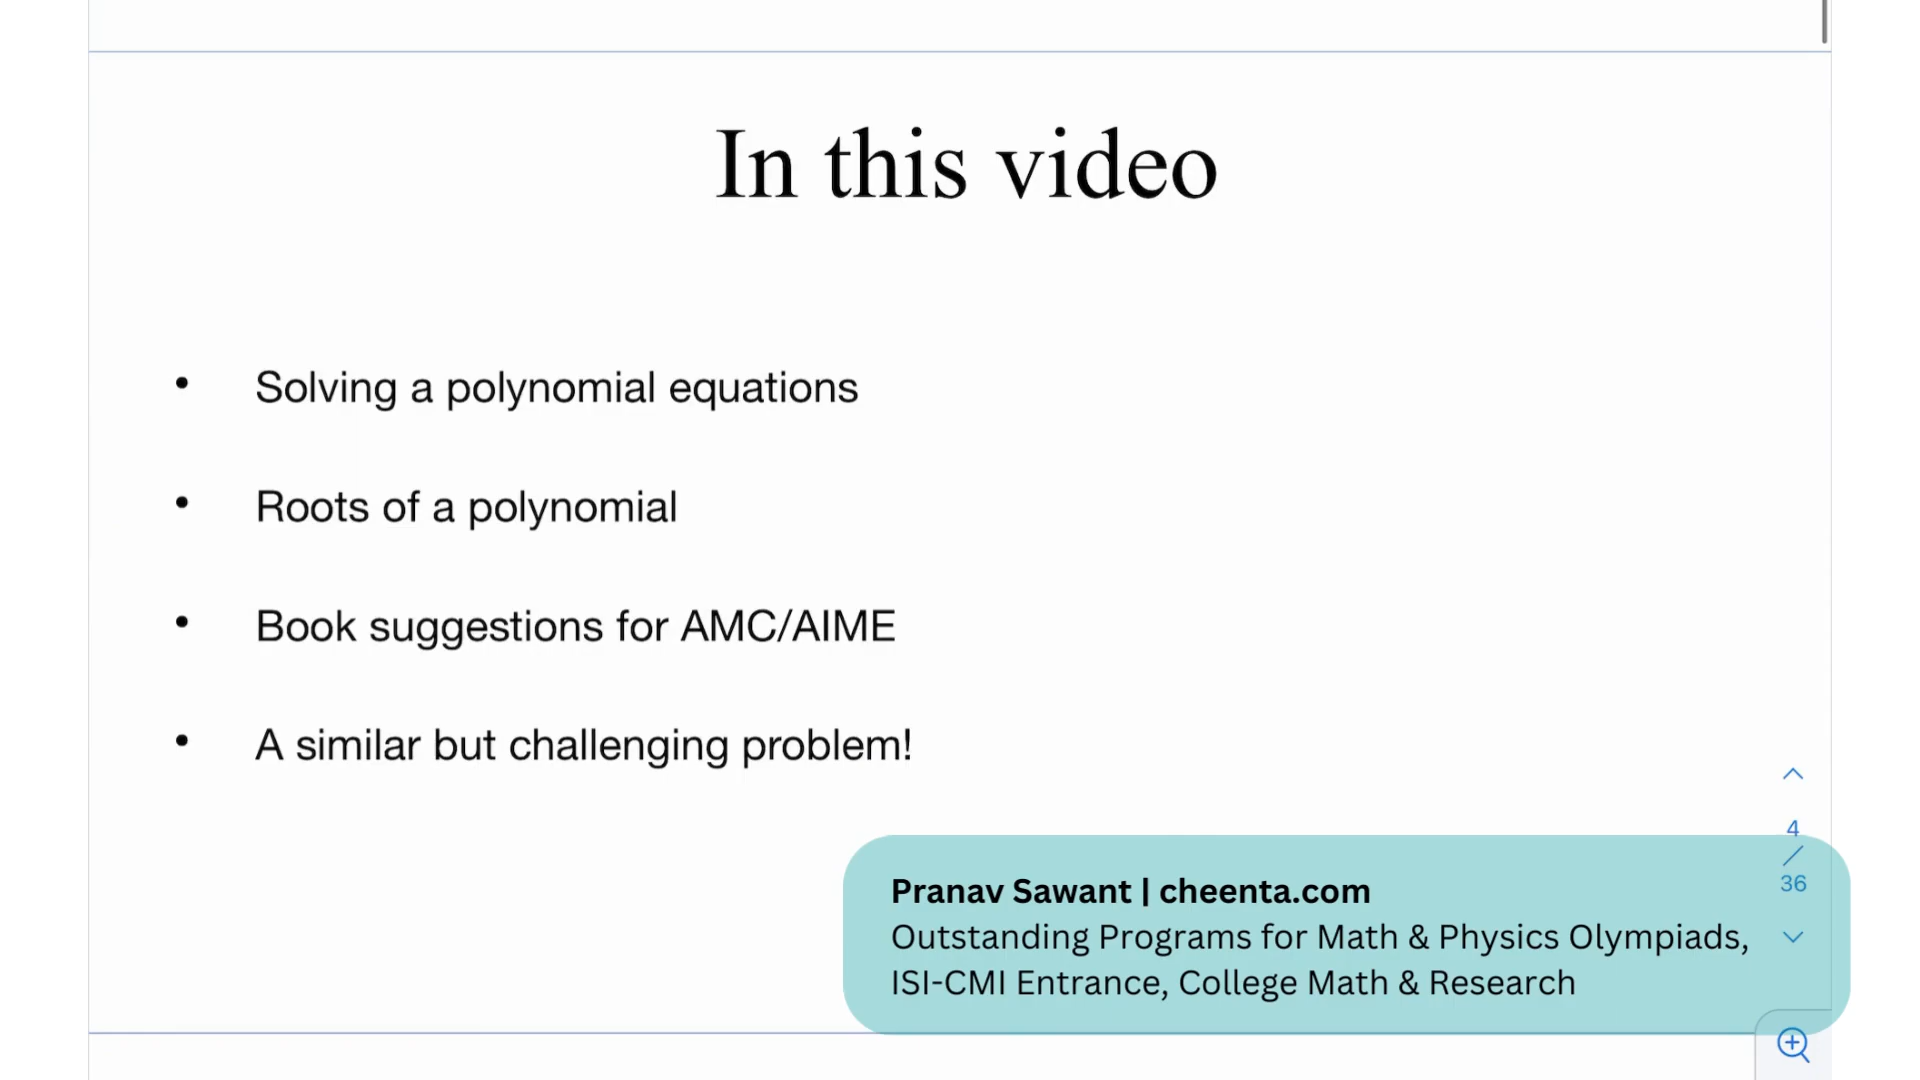 In this video
• Solving a polynomial equations
• Roots of a polynomial
• Book suggestions for AMC/AIME
• A similar but challenging problem!
4
/
36
Pranav Sawant | cheenta.com
Outstanding Programs for Math & Physics Olympiads,
ISI-CMI Entrance, College Math & Research